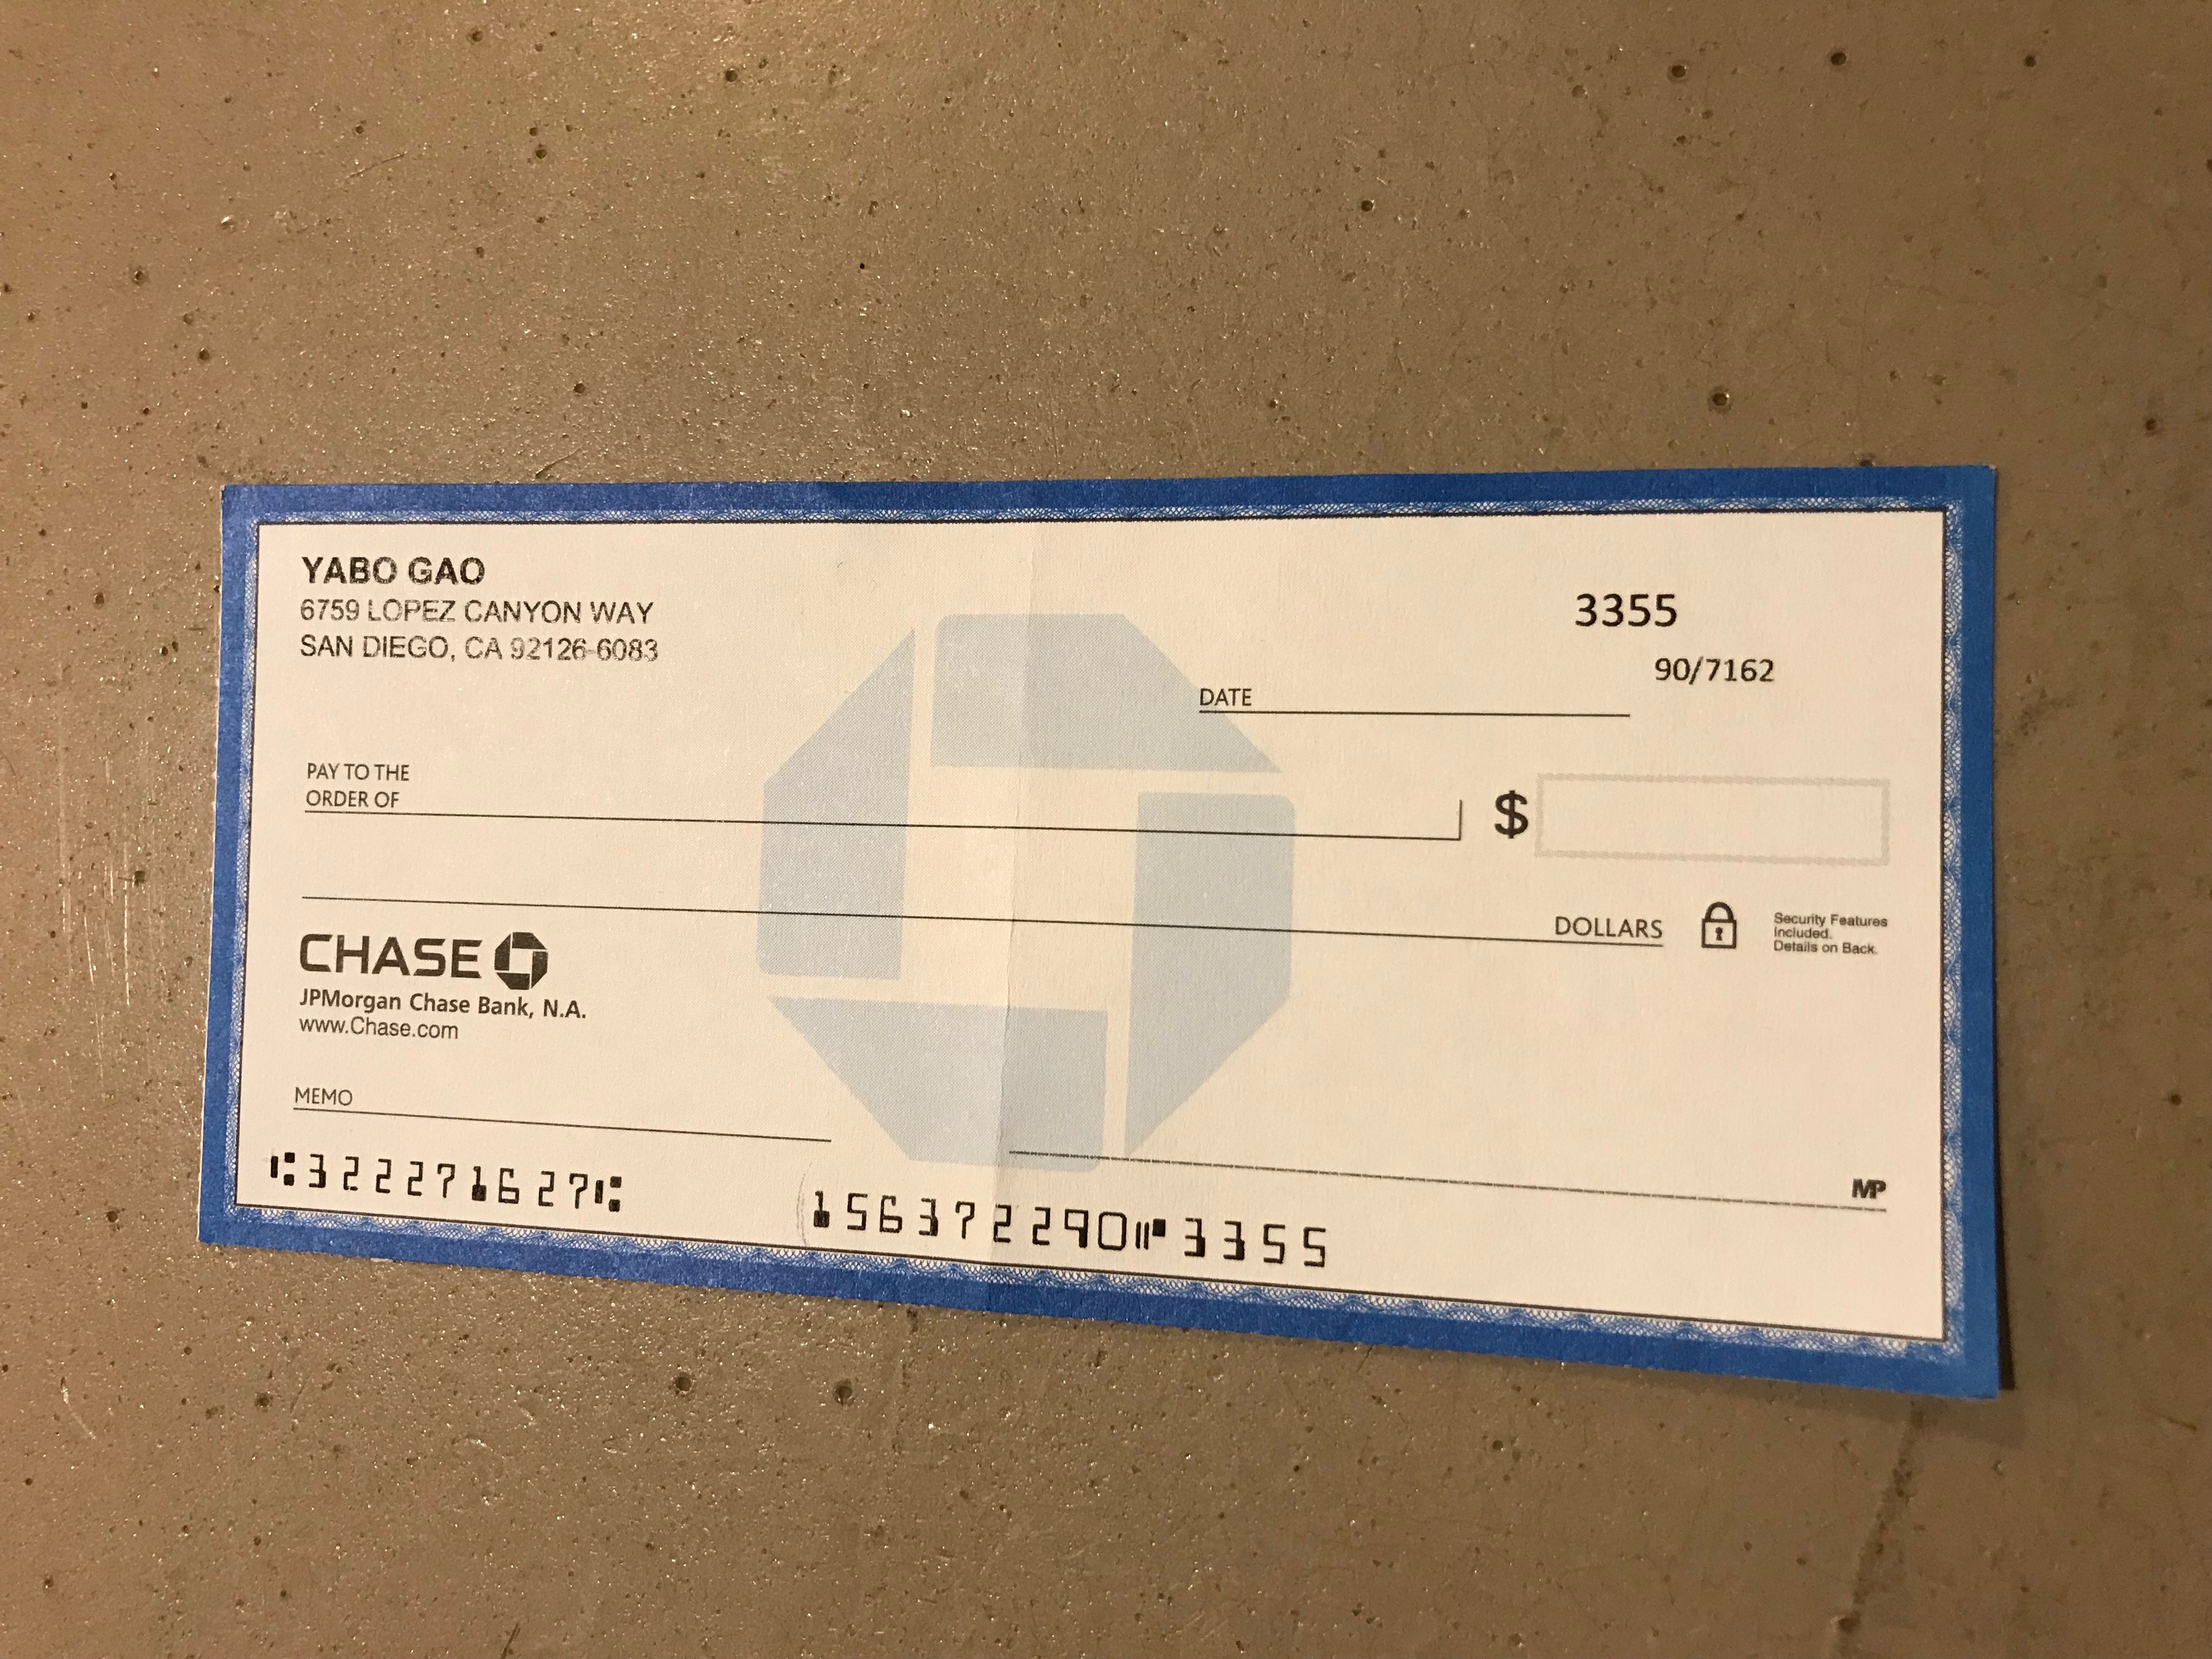 YABO GAO
6759 LOPEZ CANYON WAY
SAN DIEGO, CA 92126-6083
3355
90/7162
DATE
PAY TO THE
ORDER OF
$
DOLLARS
Security Features
Included.
Details on Back.
CHASE
JPMorgan Chase Bank, N.A.
www.Chase.com
MEMO
MP
⑆322271627⑆ 156372290⑈3355